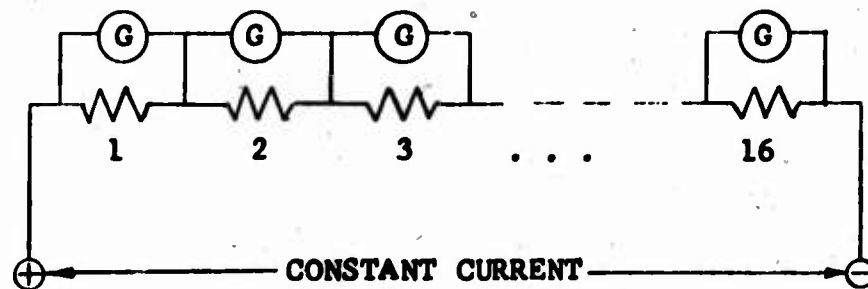 G G G G
1 2 3 . . . 16
+ CONSTANT CURRENT −